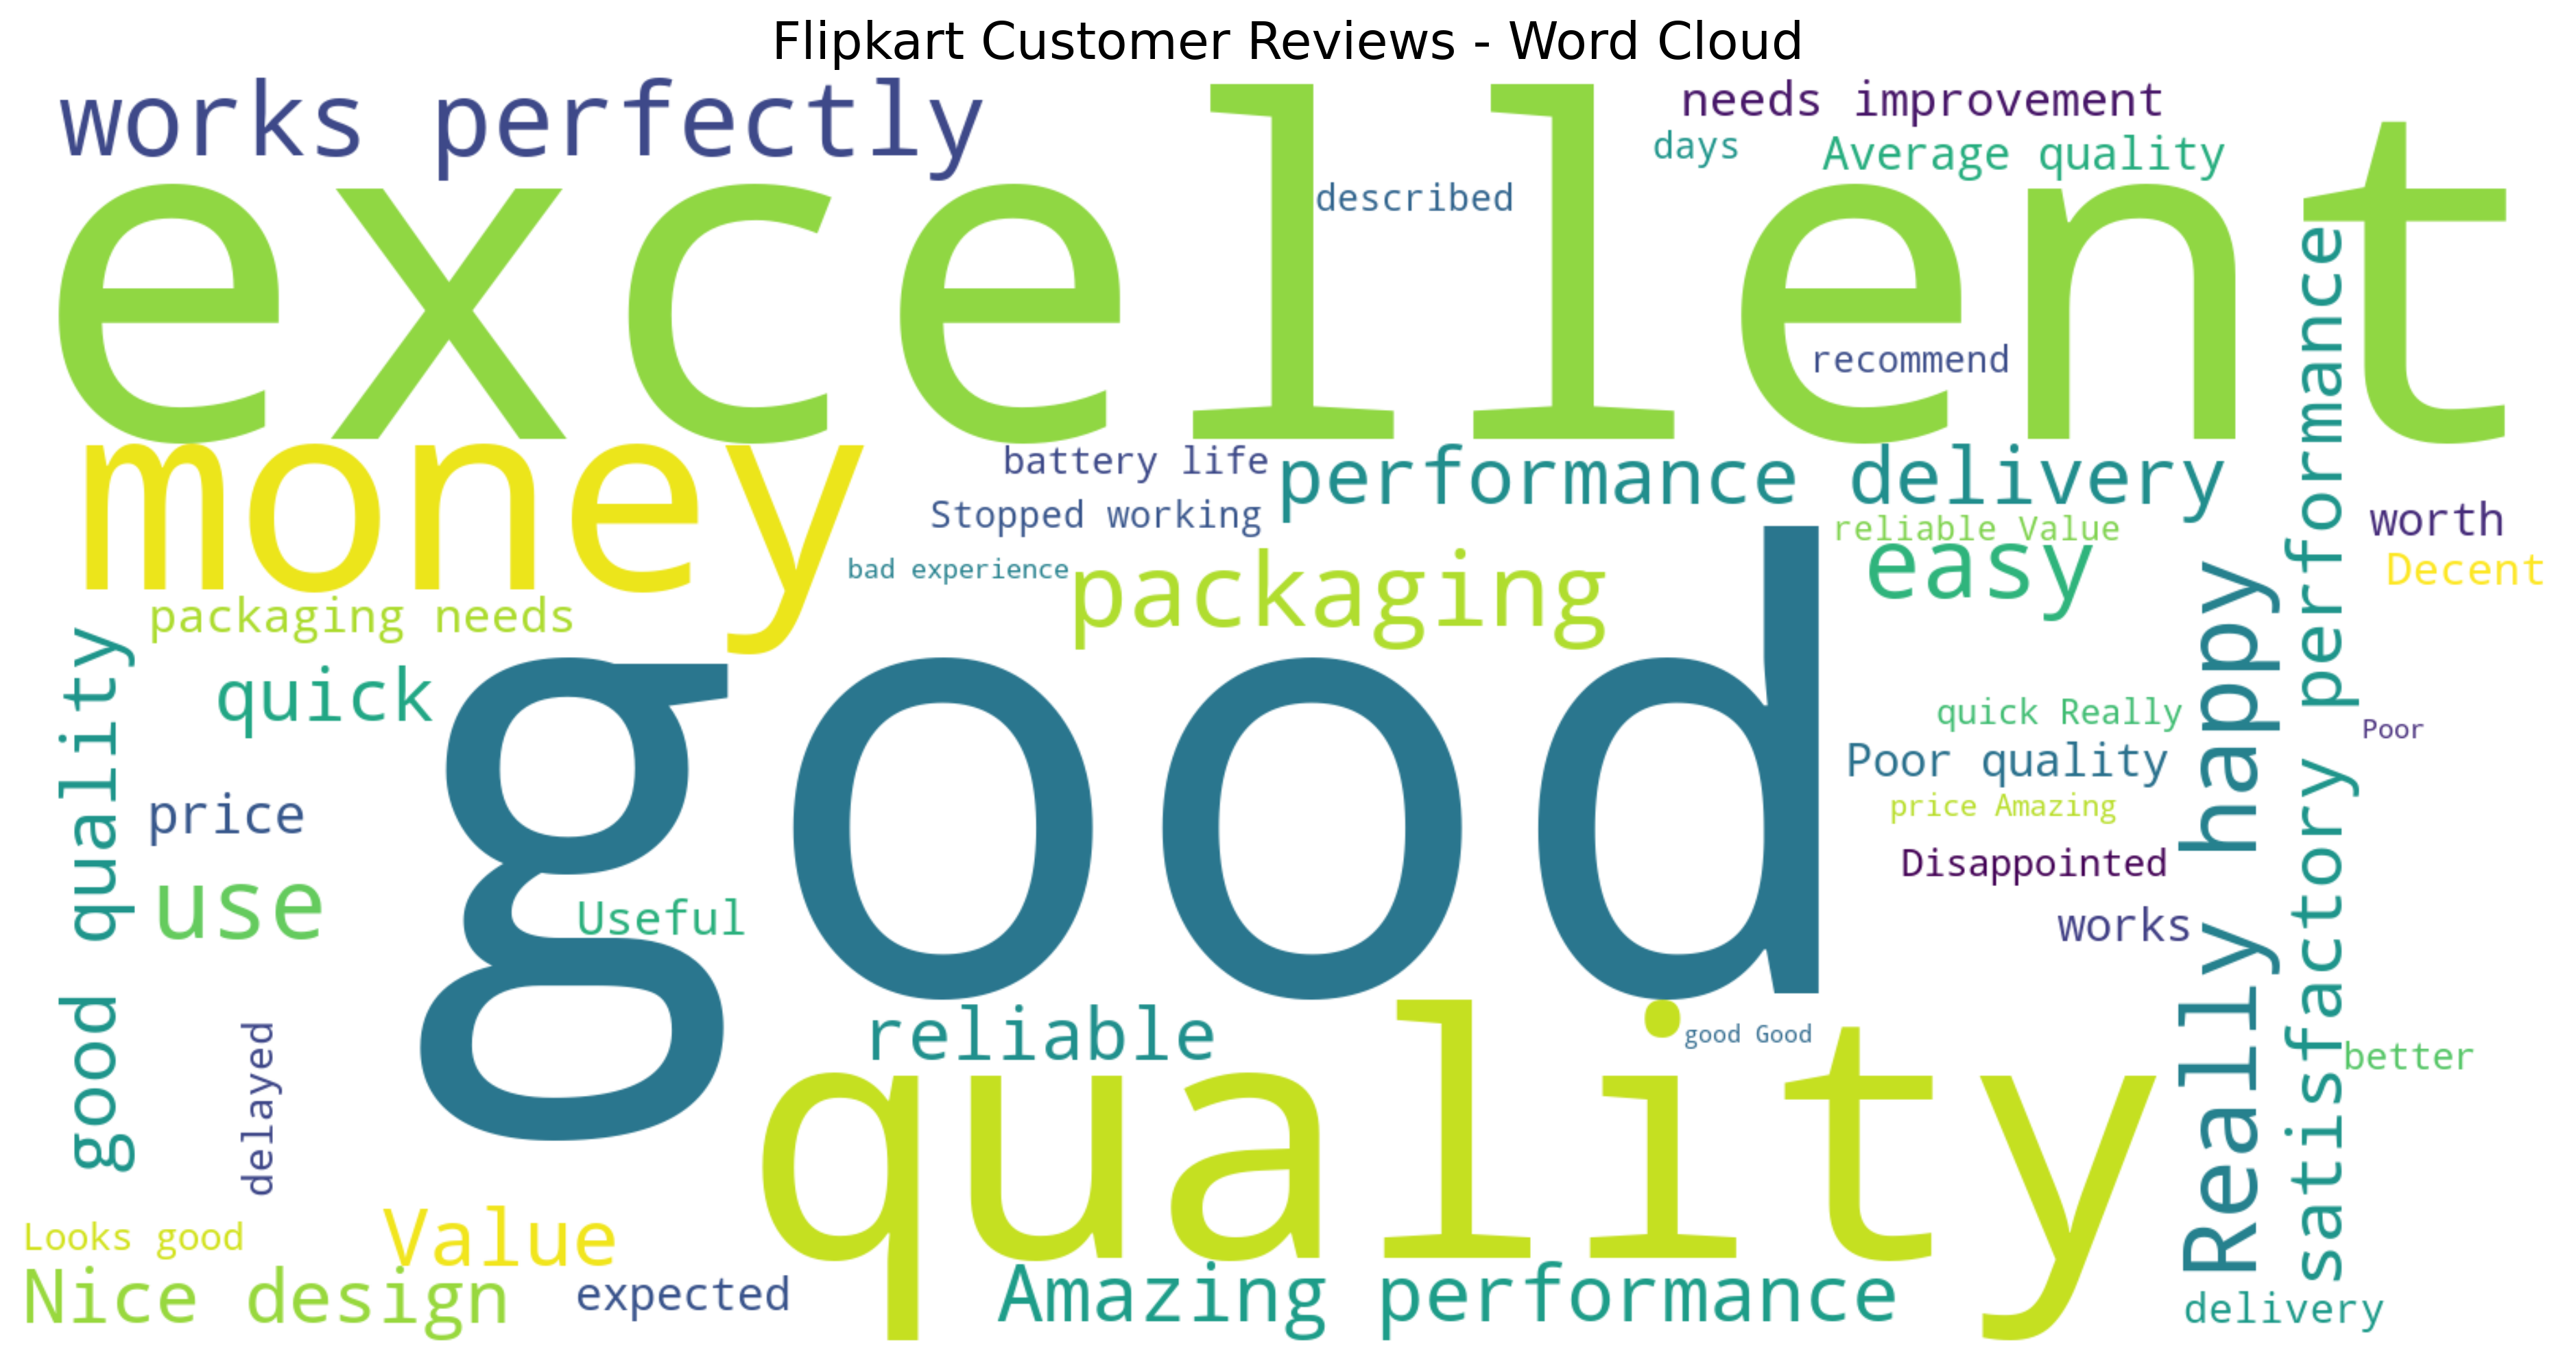 Flipkart Customer Reviews - Word Cloud
works perfectly
needs improvement
days
Average quality
described
excellent
recommend
money
battery life
performance delivery
Stopped working
reliable Value
worth
bad experience
packaging
easy
Decent
packaging needs
good quality
quick
good
quick Really
Poor
Poor quality
price
price Amazing
Disappointed
use
Useful
works
Really happy
satisfactory performance
delayed
reliable
good Good
better
quality
Looks good
Value
Nice design
expected
Amazing performance
delivery